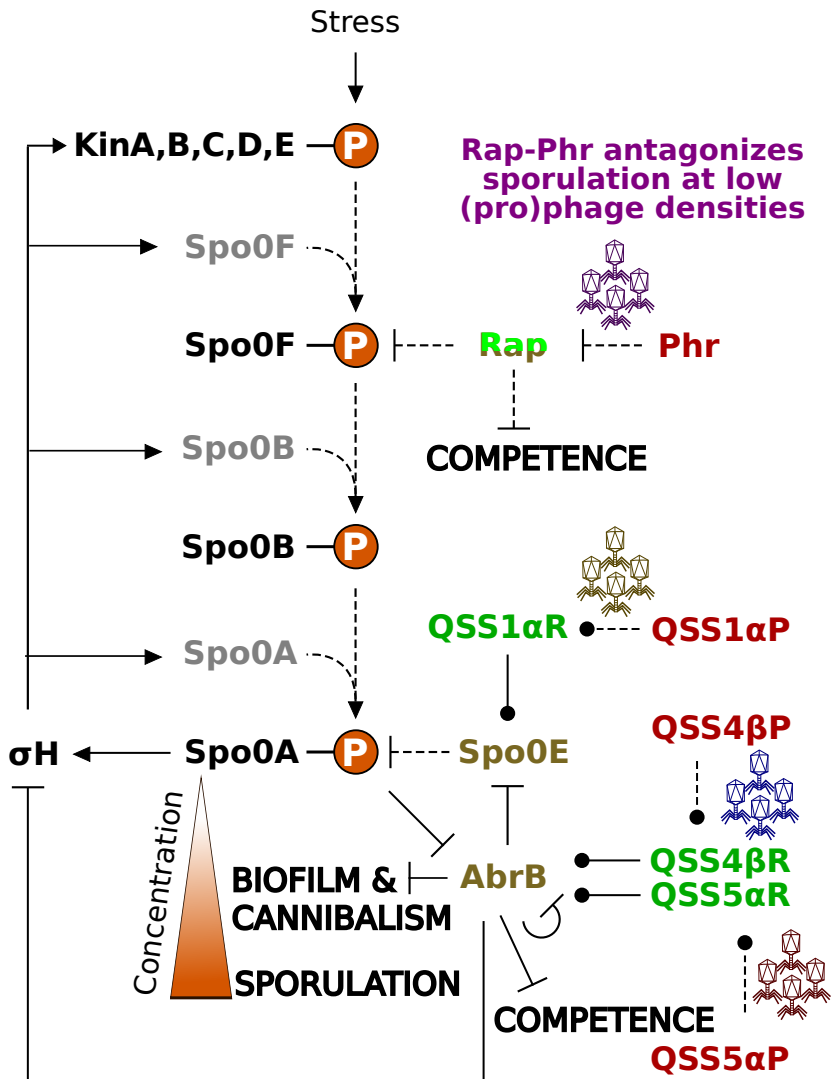 Stress
KinA,B,C,D,E
P
Rap-Phr antagonizes
sporulation at low
(pro)phage densities
Spo0F
Spo0F
P
Rap
Phr
Spo0B
COMPETENCE
Spo0B
P
QSS1αR
QSS1αP
Spo0A
QSS4βP
σH
Spo0A
P
Spo0E
Concentration
QSS4βR
AbrB
BIOFILM &
CANNIBALISM
QSS5αR
SPORULATION
COMPETENCE
QSS5αP